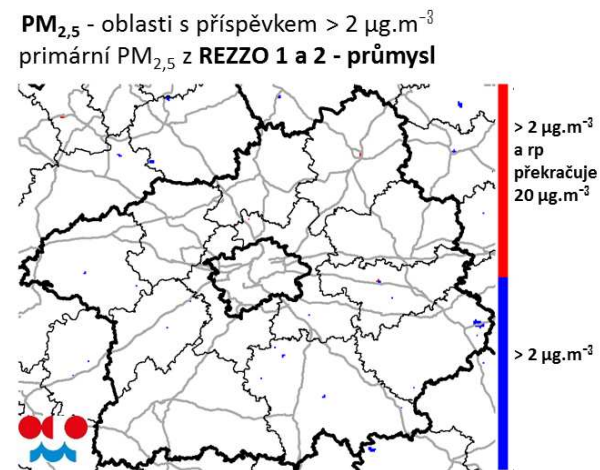 PM2,5 - oblasti s příspěvkem > 2 µg.m⁻³
primární PM2,5 z REZZO 1 a 2 - průmysl
> 2 µg.m⁻³
a rp
překračuje
20 µg.m⁻³
> 2 µg.m⁻³